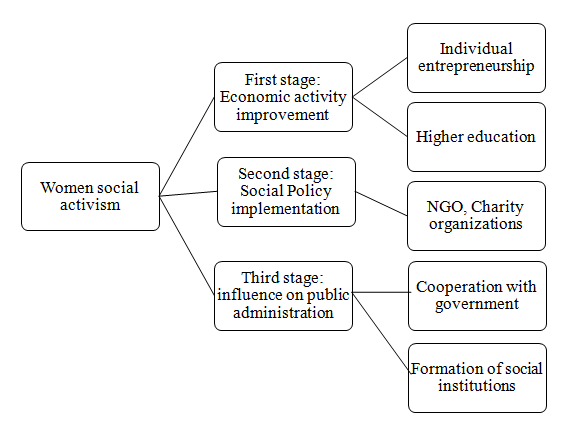 Women social
activism
First stage:
Economic activity
improvement
Individual
entrepreneurship
Higher education
Second stage:
Social Policy
implementation
NGO, Charity
organizations
Third stage:
influence on public
administration
Cooperation with
government
Formation of social
institutions